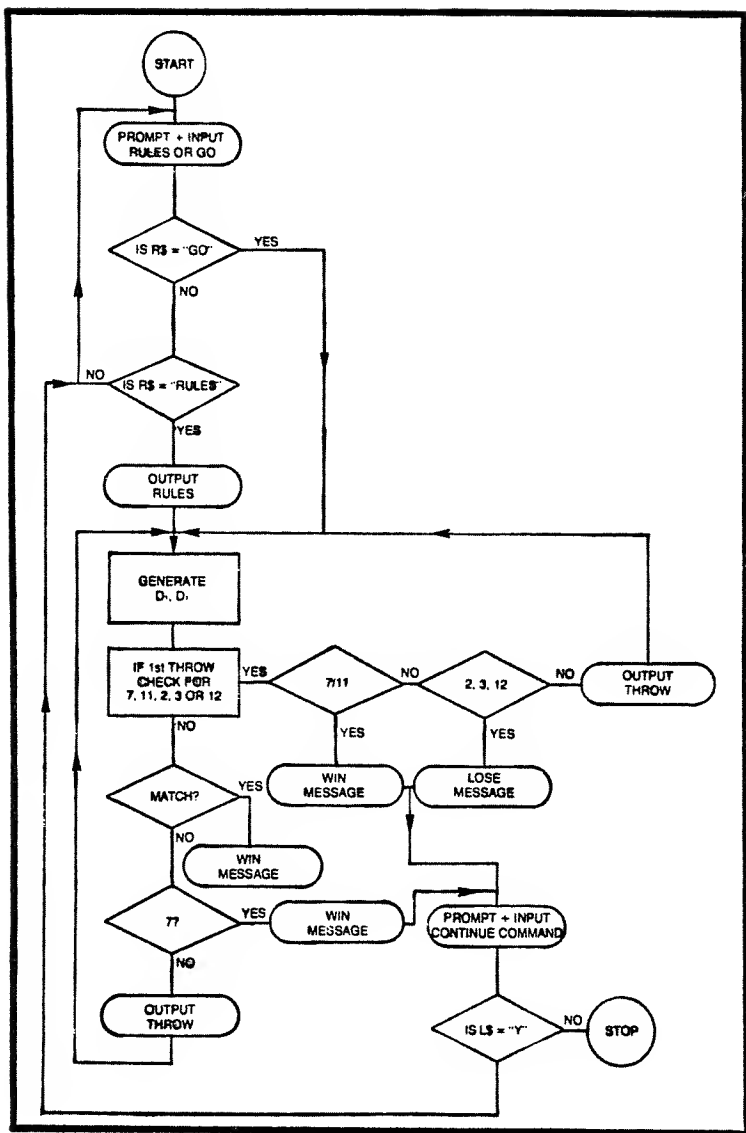 START
PROMPT + INPUT
RULES OR GO
IS R$ = "GO"
YES
NO
NO
IS R$ = "RULES"
YES
OUTPUT
RULES
GENERATE
IF 1st THROW
CHECK FOR
7, 11, 2, 3 OR 12
YES
7/11
NO
2, 3, 12
NO
OUTPUT
THROW
NO
YES
YES
WIN
MESSAGE
LOSE
MESSAGE
MATCH?
YES
NO
WIN
MESSAGE
7?
YES
WIN
MESSAGE
PROMPT + INPUT
CONTINUE COMMAND
NO
OUTPUT
THROW
IS L$ = "Y"
NO
STOP